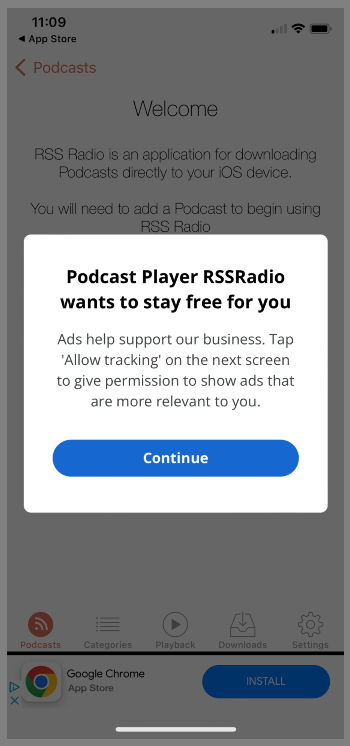 11:09
◀ App Store
Podcasts
Welcome
RSS Radio is an application for downloading
Podcasts directly to your iOS device.
You will need to add a Podcast to begin using
RSS Radio
Podcast Player RSSRadio
wants to stay free for you
Ads help support our business. Tap
'Allow tracking' on the next screen
to give permission to show ads that
are more relevant to you.
Continue
Podcasts Categories Playback Downloads Settings
Google Chrome
App Store
INSTALL